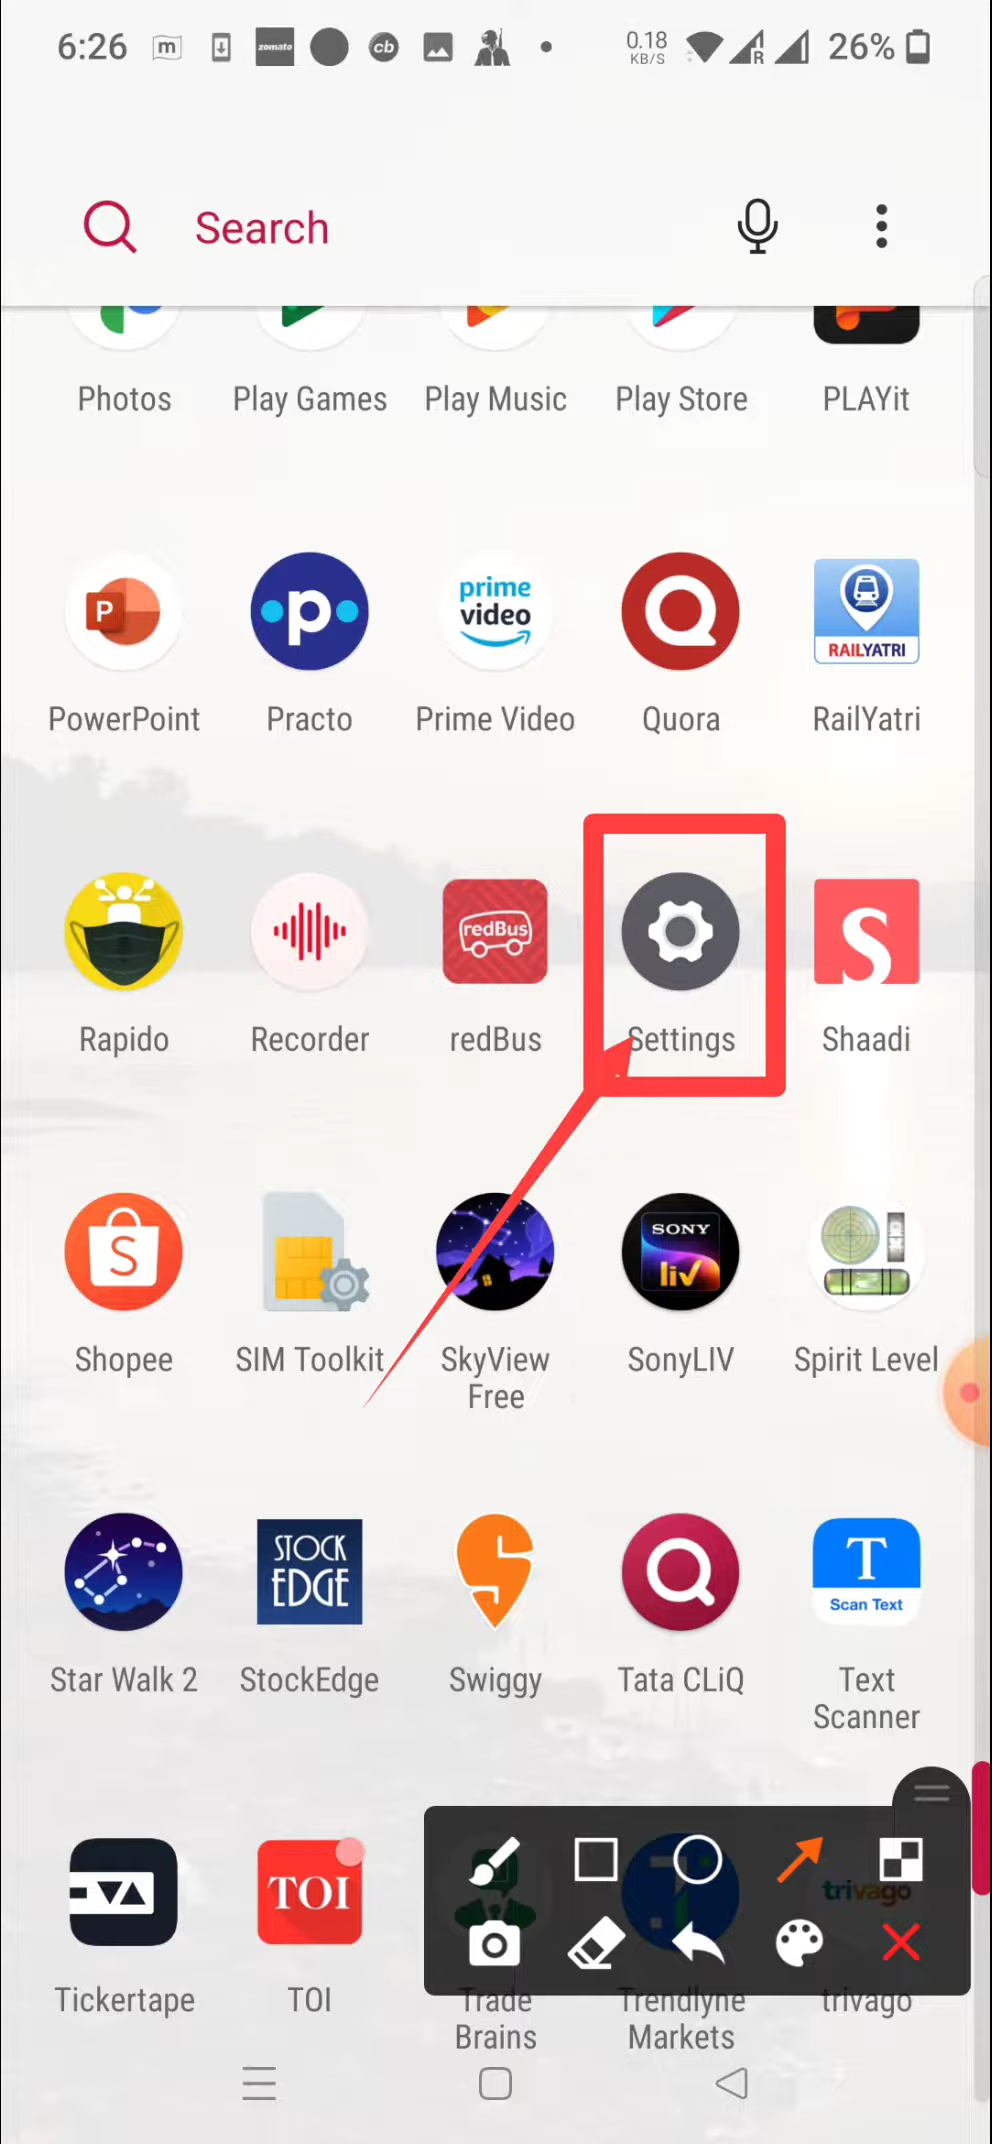 6:26 m zomato cb 0.18 KB/S R 26%
Search
Photos Play Games Play Music Play Store PLAYit
P p prime video Q RAILYATRI
PowerPoint Practo Prime Video Quora RailYatri
redBus S
Rapido Recorder redBus Settings Shaadi
S SONY liv
Shopee SIM Toolkit SkyView Free SonyLIV Spirit Level
STOCK EDGE T Scan Text
Star Walk 2 StockEdge Swiggy Tata CLiQ Text Scanner
TOI trivago
Tickertape TOI Trade Brains Trendlyne Markets trivago